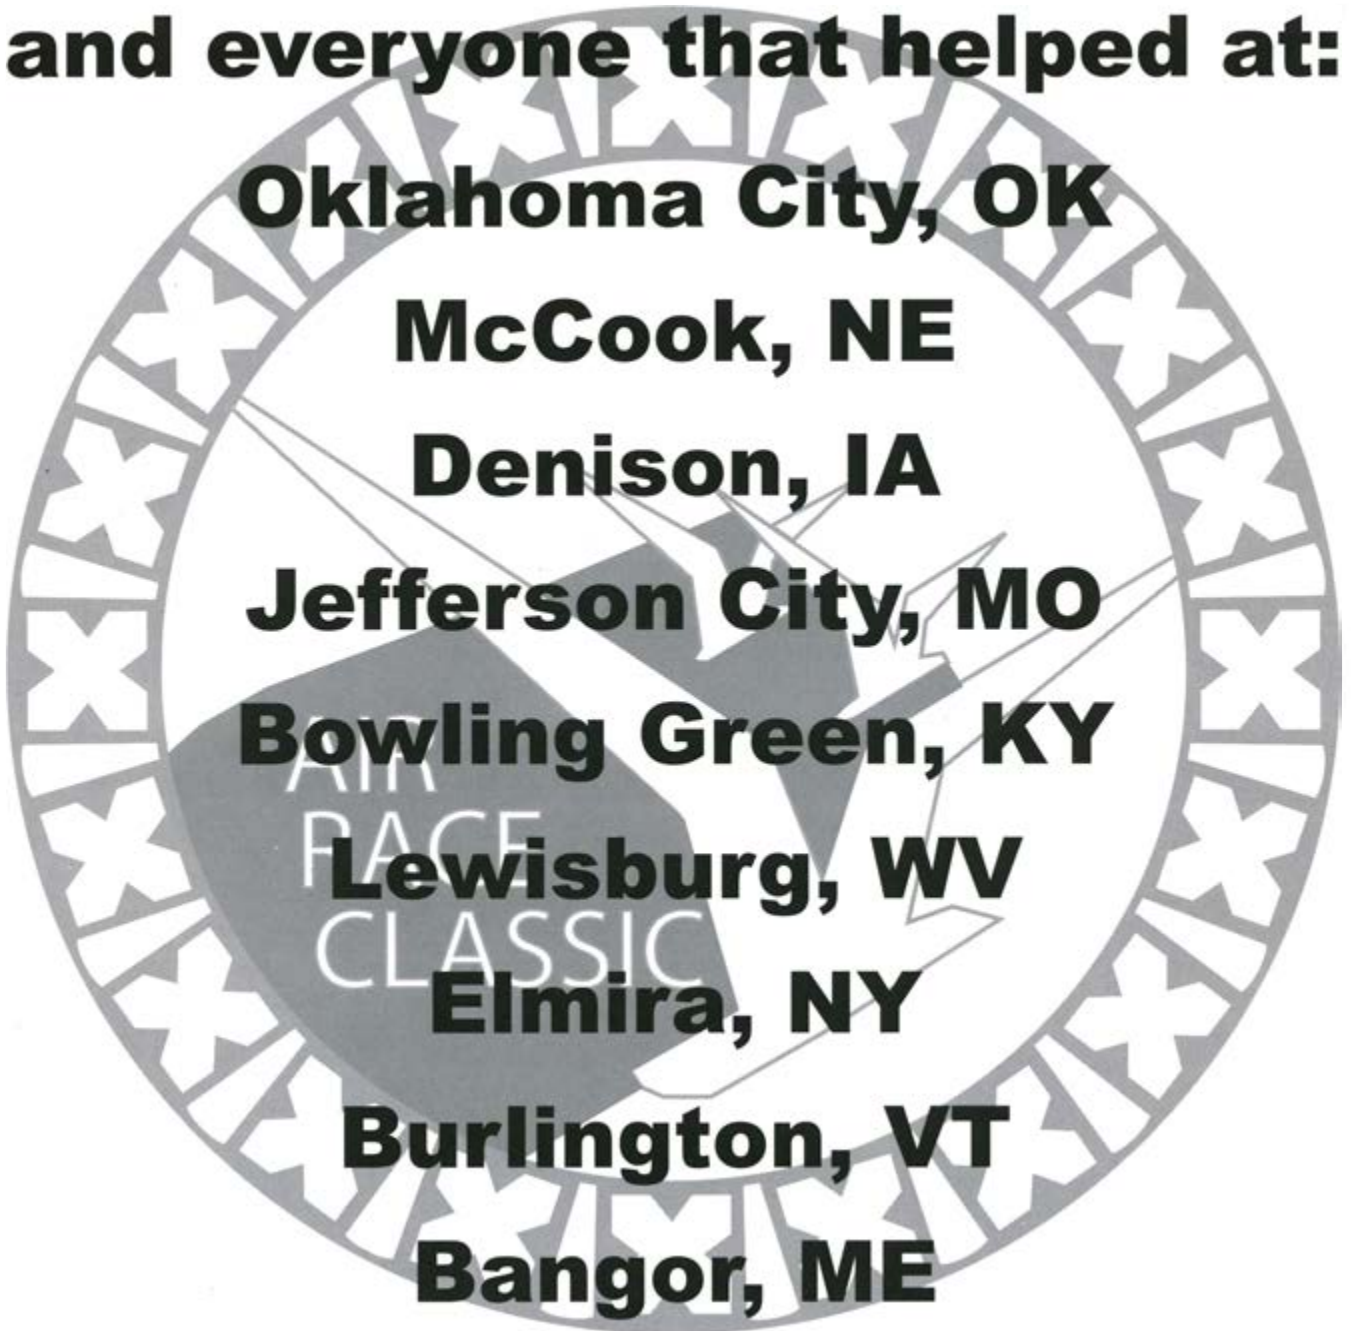 and everyone that helped at:
Oklahoma City, OK
McCook, NE
Denison, IA
Jefferson City, MO
Bowling Green, KY
AIR
RACE
Lewisburg, WV
CLASSIC
Elmira, NY
Burlington, VT
Bangor, ME